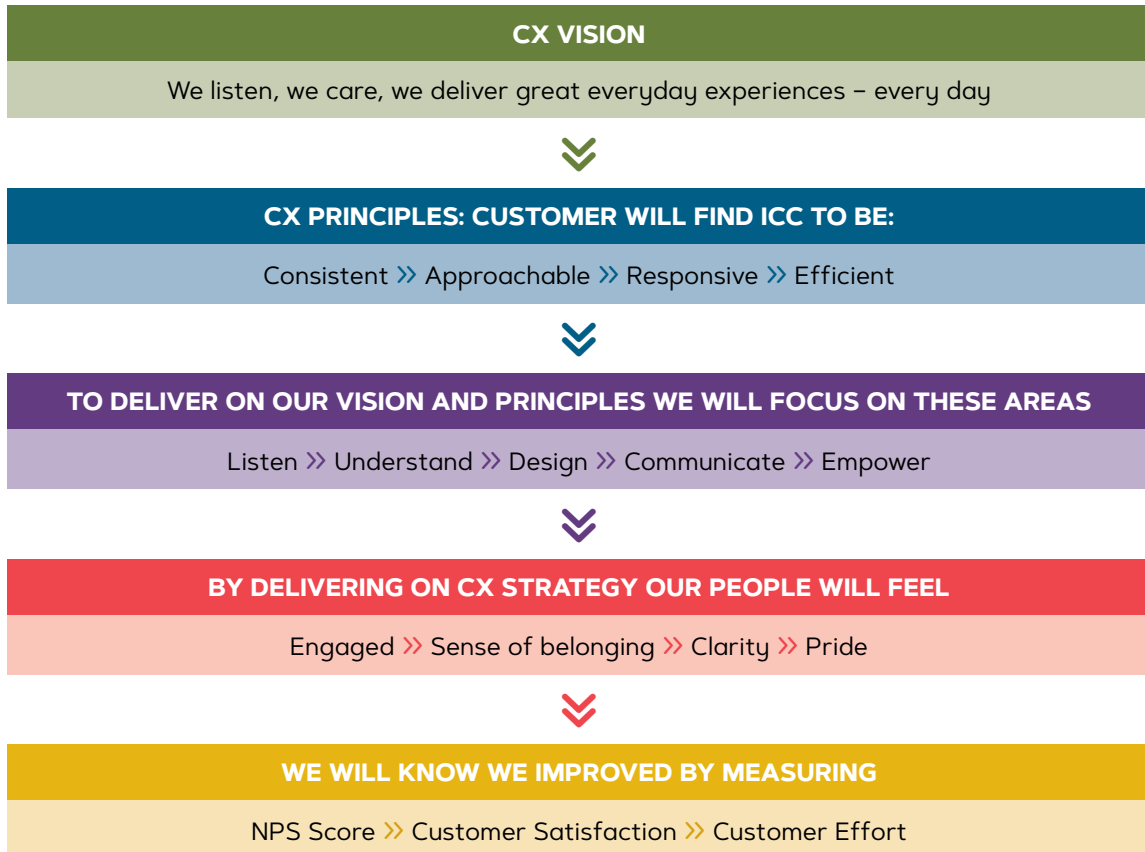 CX VISION
We listen, we care, we deliver great everyday experiences – every day
CX PRINCIPLES: CUSTOMER WILL FIND ICC TO BE:
Consistent » Approachable » Responsive » Efficient
TO DELIVER ON OUR VISION AND PRINCIPLES WE WILL FOCUS ON THESE AREAS
Listen » Understand » Design » Communicate » Empower
BY DELIVERING ON CX STRATEGY OUR PEOPLE WILL FEEL
Engaged » Sense of belonging » Clarity » Pride
WE WILL KNOW WE IMPROVED BY MEASURING
NPS Score » Customer Satisfaction » Customer Effort